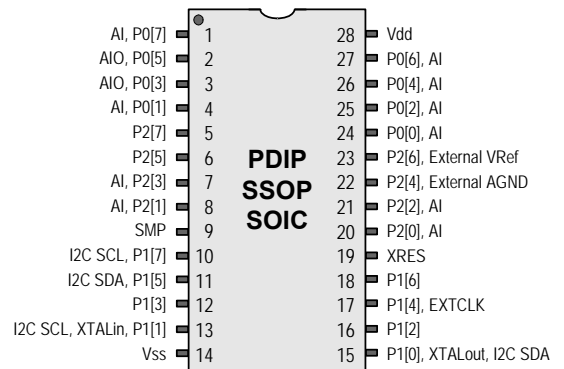 AI, P0[7] 1 28 Vdd
AIO, P0[5] 2 27 P0[6], AI
AIO, P0[3] 3 26 P0[4], AI
AI, P0[1] 4 25 P0[2], AI
P2[7] 5 24 P0[0], AI
P2[5] 6 PDIP 23 P2[6], External VRef
AI, P2[3] 7 SSOP 22 P2[4], External AGND
AI, P2[1] 8 SOIC 21 P2[2], AI
SMP 9 20 P2[0], AI
I2C SCL, P1[7] 10 19 XRES
I2C SDA, P1[5] 11 18 P1[6]
P1[3] 12 17 P1[4], EXTCLK
I2C SCL, XTALin, P1[1] 13 16 P1[2]
Vss 14 15 P1[0], XTALout, I2C SDA